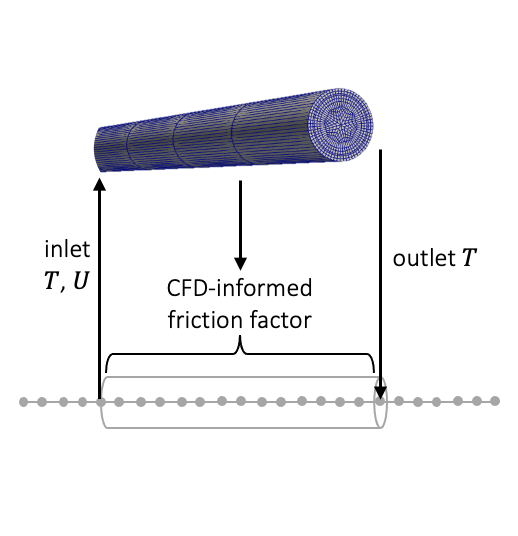 inlet
T, U
outlet T
CFD-informed
friction factor